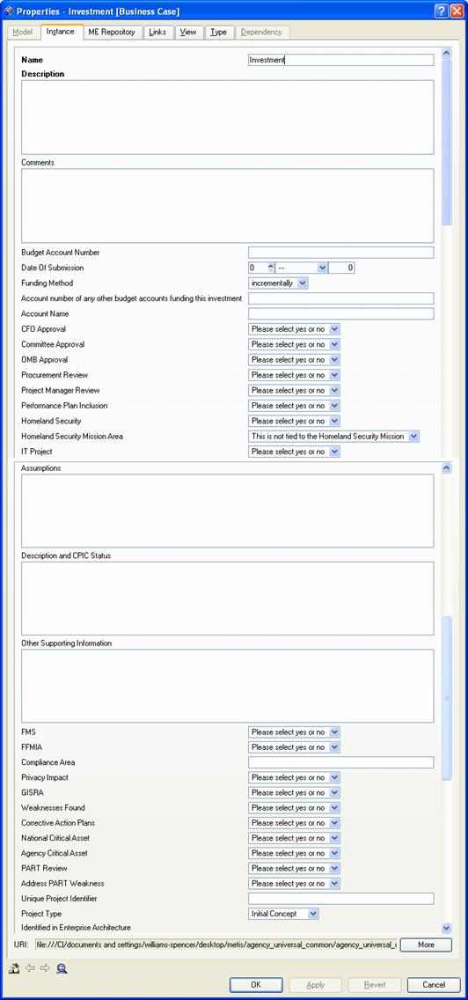 Properties - Investment [Business Case]
Model Instance ME Repository Links View Type Dependency
Name Investment
Description
Comments
Budget Account Number
Date Of Submission 0 --- 0
Funding Method incrementally
Account number of any other budget accounts funding this investment
Account Name
CFO Approval Please select yes or no
Committee Approval Please select yes or no
OMB Approval Please select yes or no
Procurement Review Please select yes or no
Project Manager Review Please select yes or no
Performance Plan Inclusion Please select yes or no
Homeland Security Please select yes or no
Homeland Security Mission Area This is not tied to the Homeland Security Mission
IT Project Please select yes or no
Assumptions
Description and CPIC Status
Other Supporting Information
FMS Please select yes or no
FFMIA Please select yes or no
Compliance Area
Privacy Impact Please select yes or no
GISRA Please select yes or no
Weaknesses Found Please select yes or no
Corrective Action Plans Please select yes or no
National Critical Asset Please select yes or no
Agency Critical Asset Please select yes or no
PART Review Please select yes or no
Address PART Weakness Please select yes or no
Unique Project Identifier
Project Type Initial Concept
Identified in Enterprise Architecture
URI: file:///C|/documents and settings/williams-spencer/desktop/metis/agency_universal_common/agency_universal_c More
OK Apply Revert Cancel